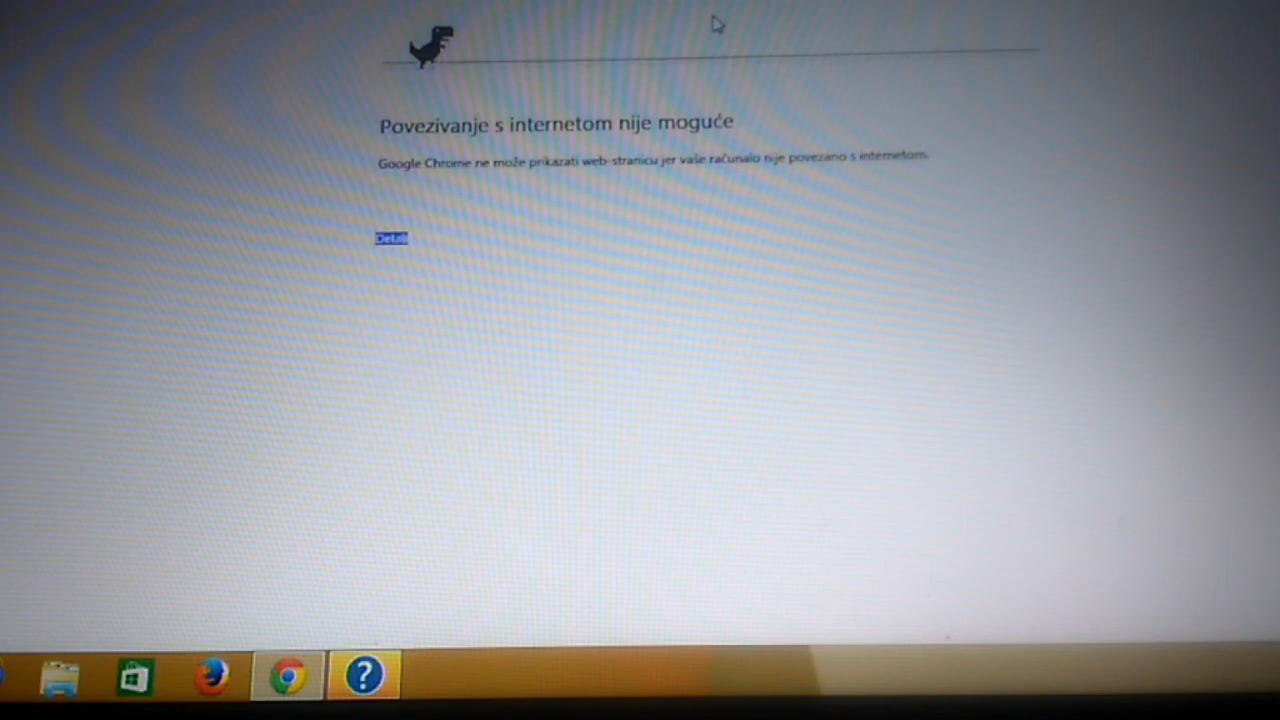 Povezivanje s internetom nije moguće
Google Chrome ne može prikazati web-stranicu jer vaše računalo nije povezano s internetom.
Detalji
?